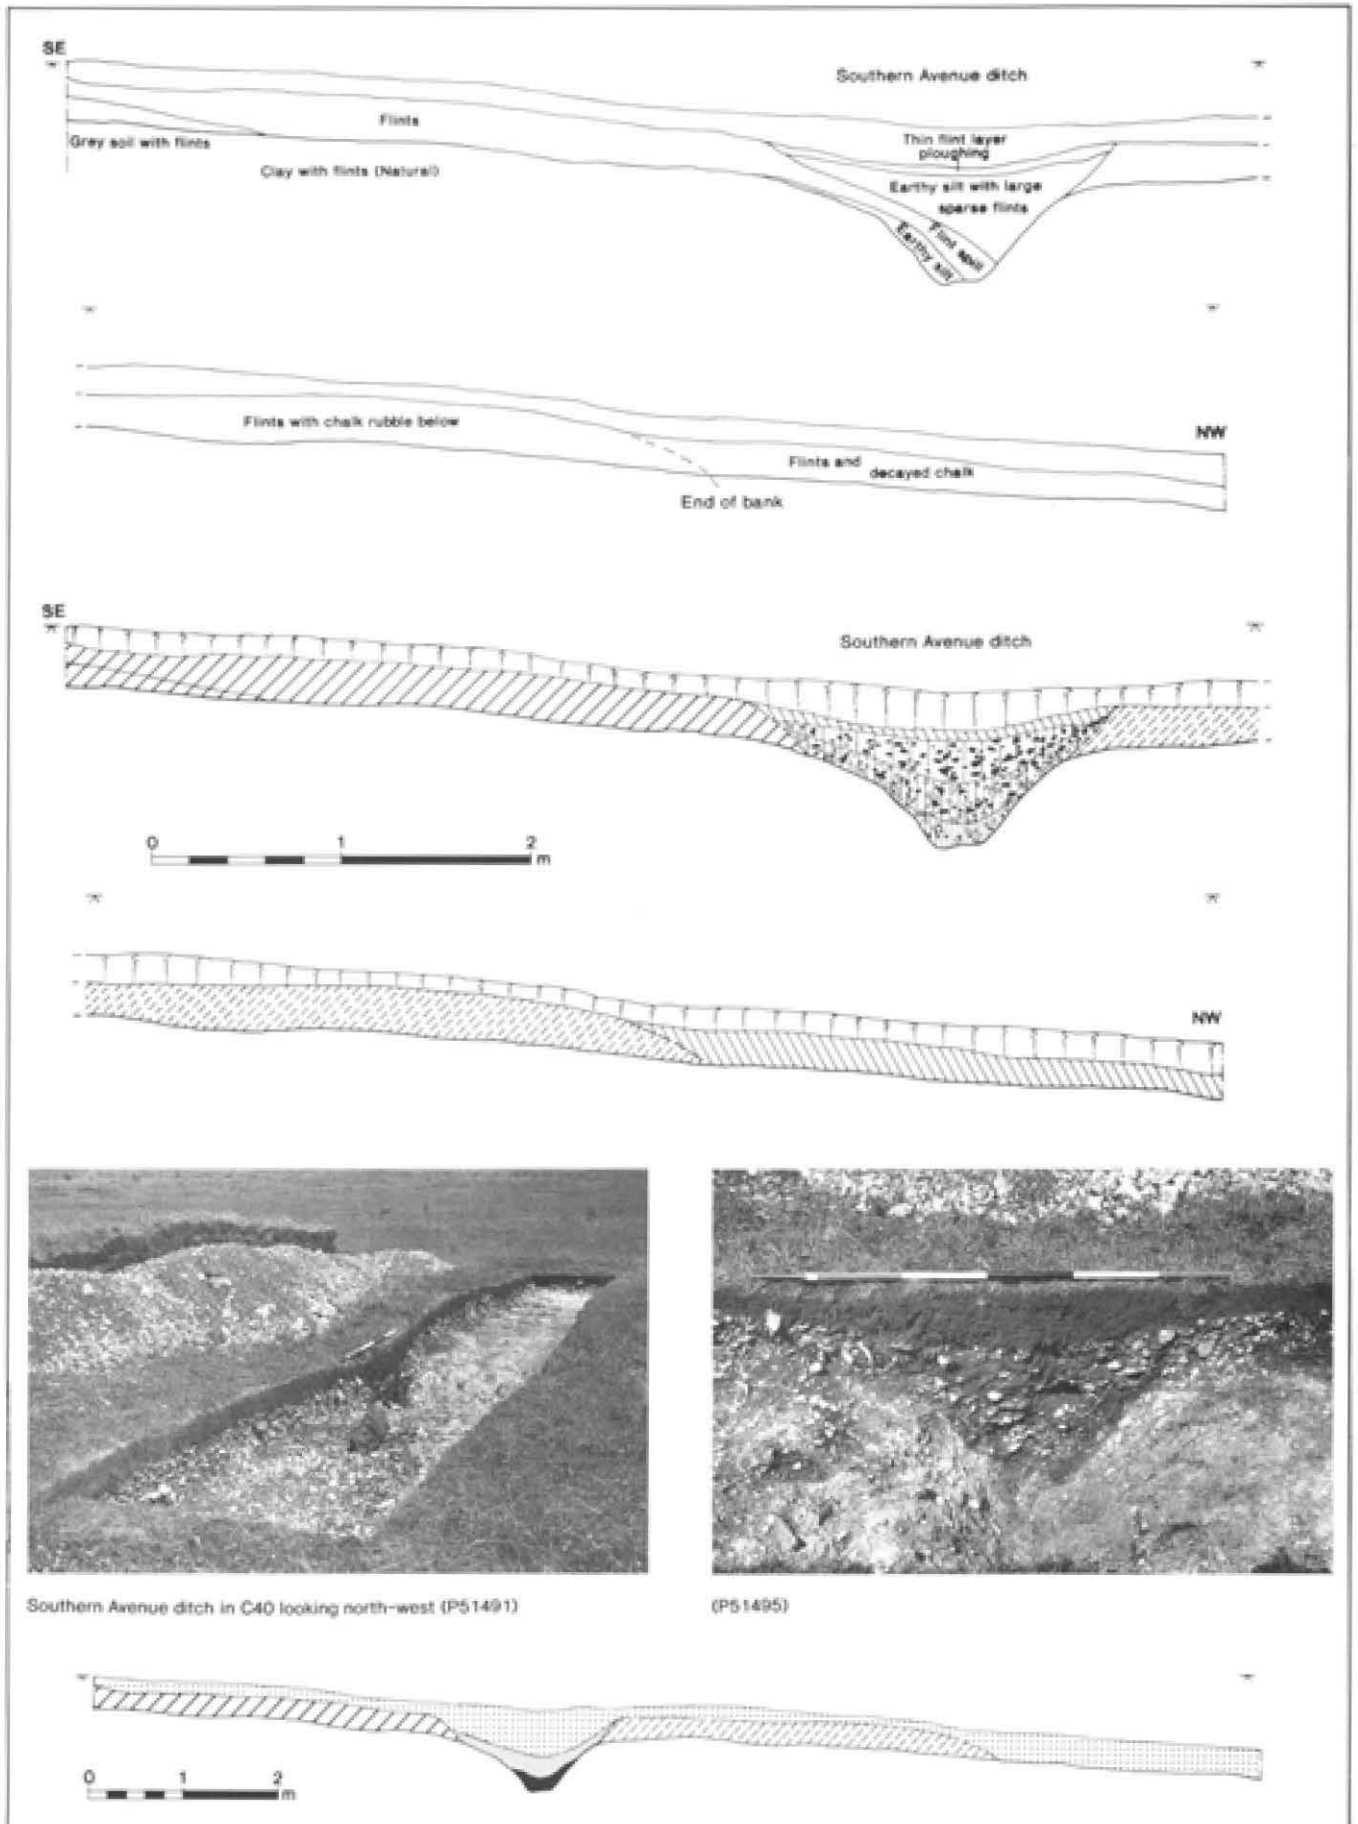 SE
Southern Avenue ditch
Flints
Thin flint layer
ploughing
Grey soil with flints
Clay with flints (Natural)
Earthy silt with large
sparse flints
Flint spill
Earthy silt
Flints with chalk rubble below
NW
Flints and
decayed chalk
End of bank
SE
Southern Avenue ditch
0 1 2
m
NW
Southern Avenue ditch in C40 looking north-west (P51491)
(P51495)
0 1 2
m